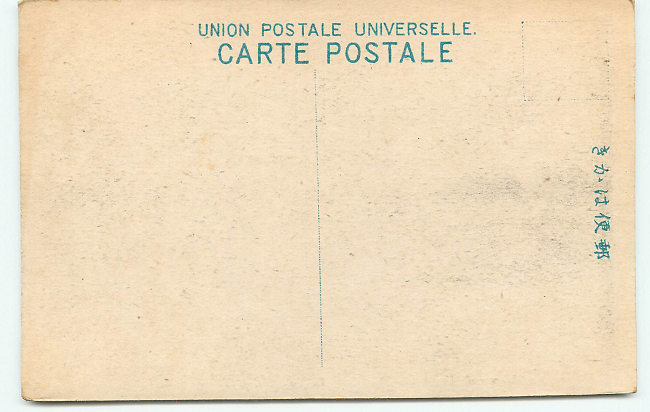 UNION POSTALE UNIVERSELLE.
CARTE POSTALE
郵便はがき